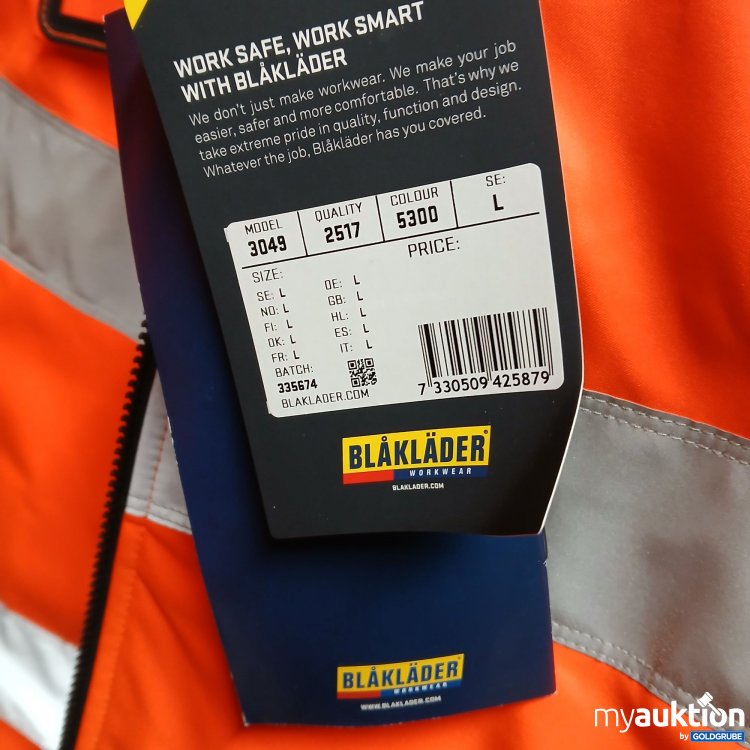 WORK SAFE, WORK SMART
WITH BLÅKLÄDER
We don't just make workwear. We make your job
easier, safer and more comfortable. That's why we
take extreme pride in quality, function and design.
Whatever the job, Blåkläder has you covered.
MODEL QUALITY COLOUR SE:
3049 2517 5300 L
SIZE: PRICE:
SE: L DE: L
NO: L GB: L
FI: L HL: L
DK: L ES: L
FR: L IT: L
BATCH:
335674
BLAKLADER.COM
7 330509 425879
BLÅKLÄDER
WORKWEAR
BLAKLADER.COM
BLÅKLÄDER
WORKWEAR
WWW.BLAKLADER.COM
myauktion
by GOLDGRUBE